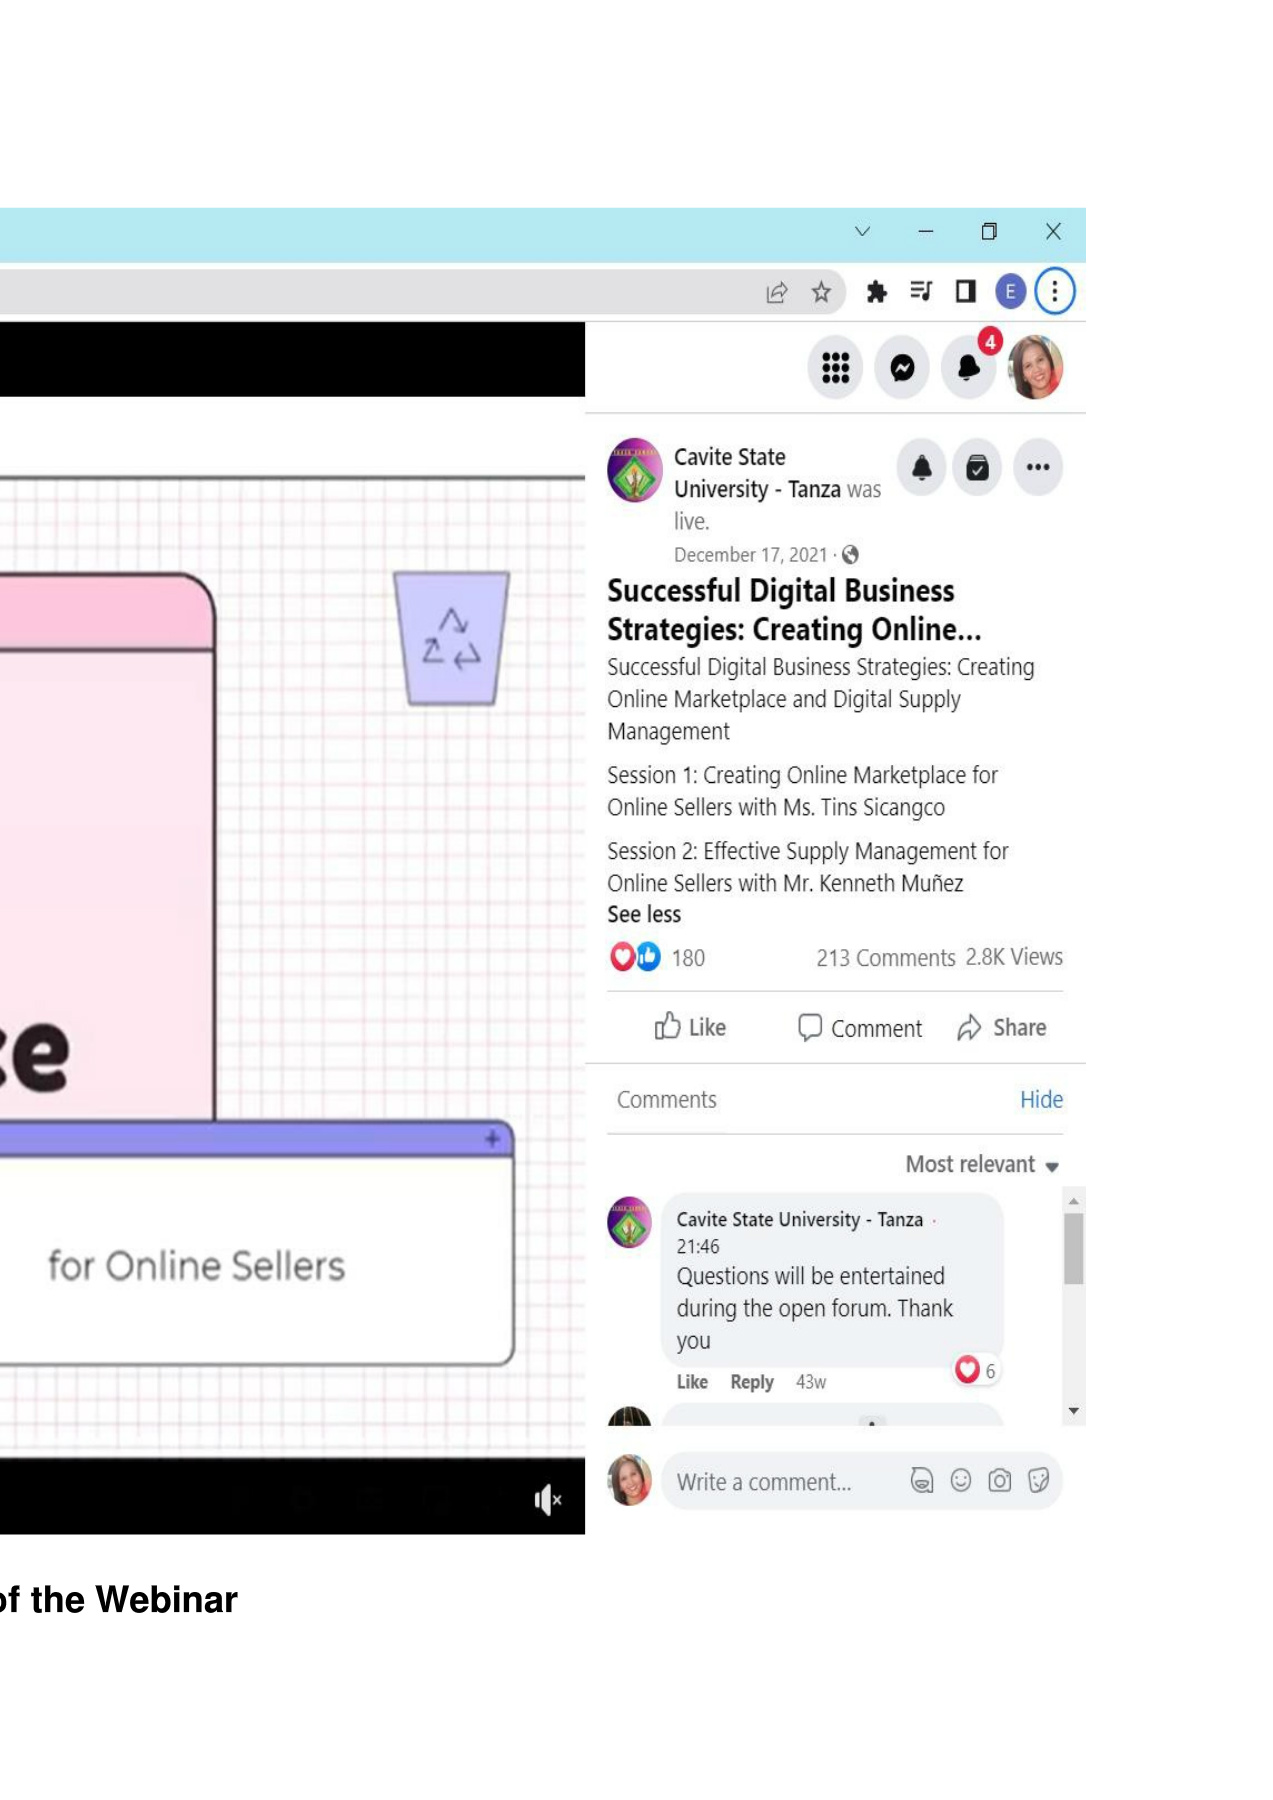 E
4
Cavite State
University - Tanza was
live.
December 17, 2021 ·
Successful Digital Business
Strategies: Creating Online...
Successful Digital Business Strategies: Creating
Online Marketplace and Digital Supply
Management
Session 1: Creating Online Marketplace for
Online Sellers with Ms. Tins Sicangco
Session 2: Effective Supply Management for
Online Sellers with Mr. Kenneth Muñez
See less
180 213 Comments 2.8K Views
Like Comment Share
Comments Hide
Most relevant
Cavite State University - Tanza ·
21:46
Questions will be entertained
during the open forum. Thank
you
6
Like Reply 43w
Write a comment...
ce
for Online Sellers
of the Webinar